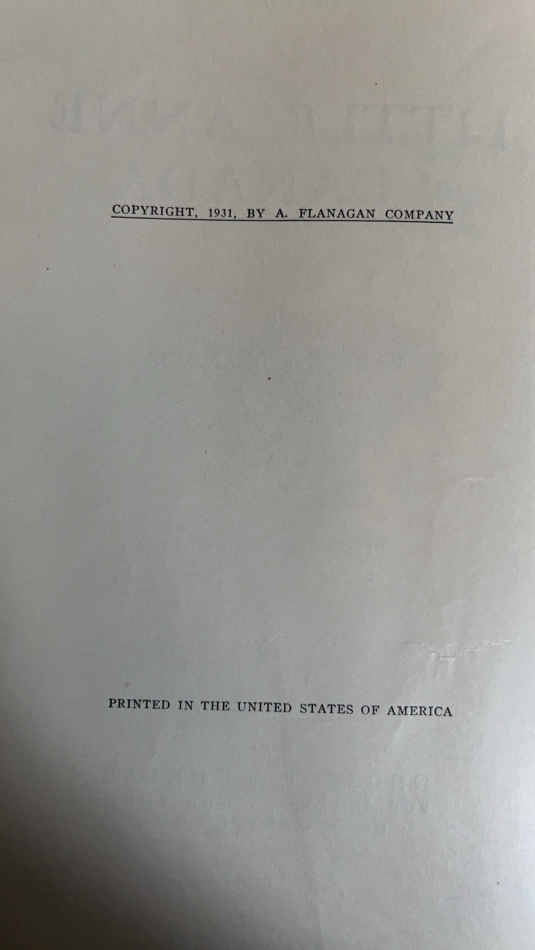 COPYRIGHT, 1931, BY A. FLANAGAN COMPANY
PRINTED IN THE UNITED STATES OF AMERICA